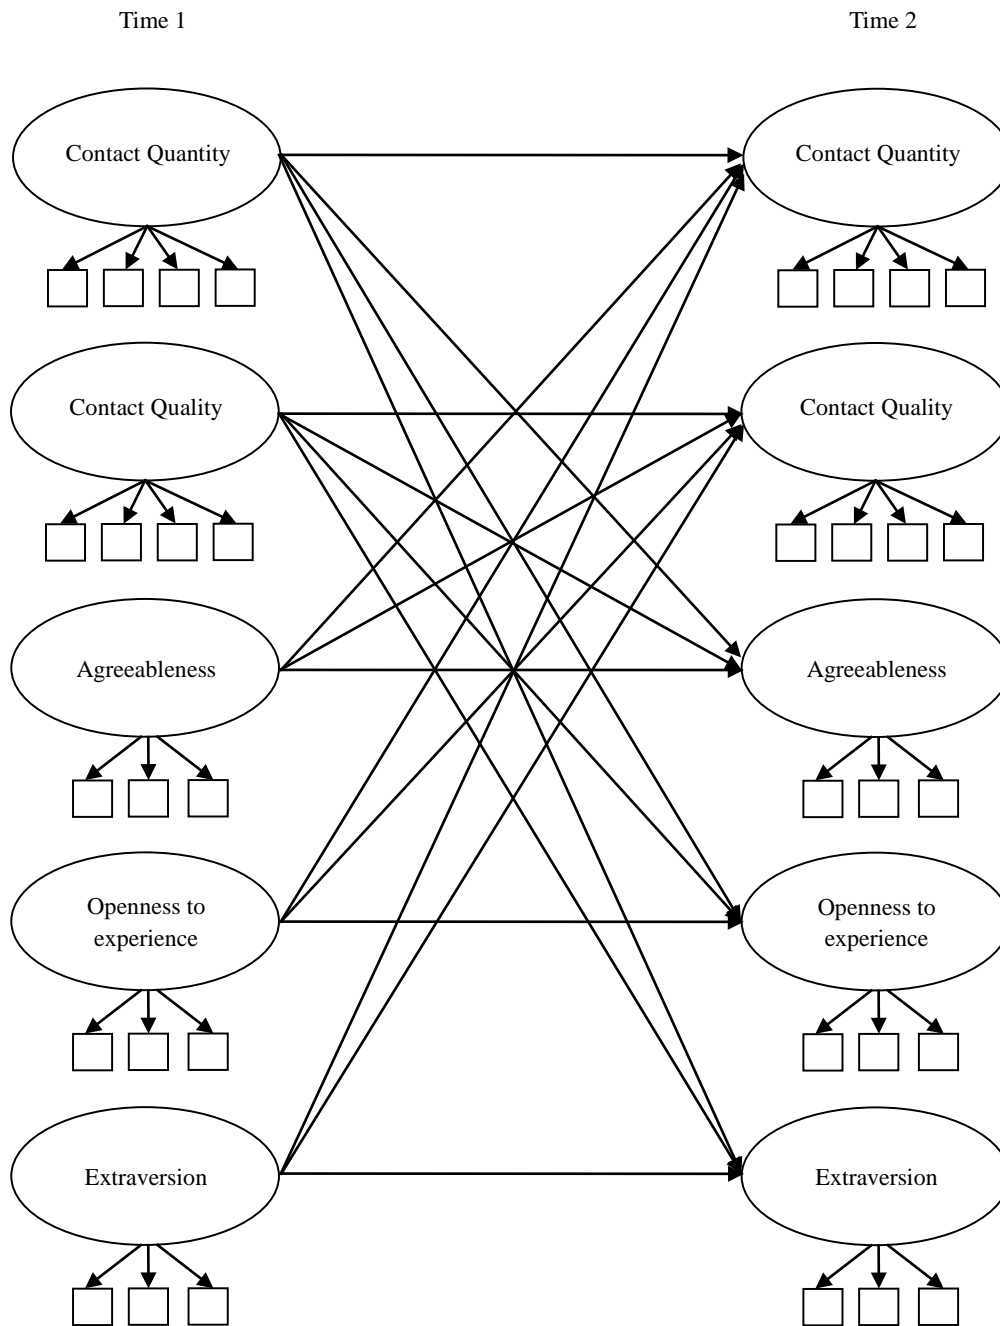 Time 1
Time 2
Contact Quantity
Contact Quantity
Contact Quality
Contact Quality
Agreeableness
Agreeableness
Openness to
experience
Openness to
experience
Extraversion
Extraversion